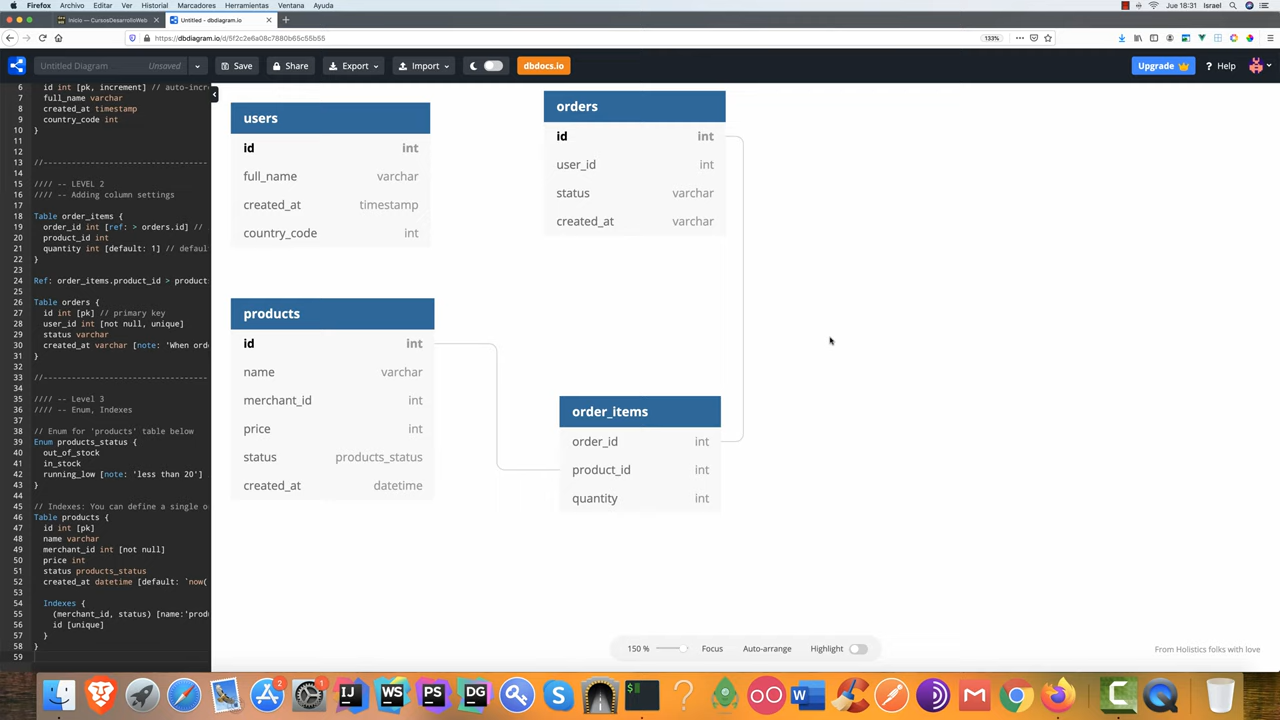 Firefox Archivo Editar Ver Historial Marcadores Herramientas Ventana Ayuda
Jue 18:31 Israel
Inicio — CursosDesarrolloWeb
Untitled - dbdiagram.io
https://dbdiagram.io/d/5f2c2e6a08c7880b65c55b55
133%
Untitled Diagram Unsaved Save Share Export Import dbdocs.io Upgrade Help
6 id int [pk, increment] // auto-incr
7 full_name varchar
8 created_at timestamp
9 country_code int
10 }
11
12
13 //-----------------------------------
14
15 //// -- LEVEL 2
16 //// -- Adding column settings
17
18 Table order_items {
19 order_id int [ref: > orders.id] //
20 product_id int
21 quantity int [default: 1] // defaul
22 }
23
24 Ref: order_items.product_id > product
25
26 Table orders {
27 id int [pk] // primary key
28 user_id int [not null, unique]
29 status varchar
30 created_at varchar [note: 'When ord
31 }
32
33 //-----------------------------------
34
35 //// -- Level 3
36 //// -- Enum, Indexes
37
38 // Enum for 'products' table below
39 Enum products_status {
40 out_of_stock
41 in_stock
42 running_low [note: 'less than 20']
43 }
44
45 // Indexes: You can define a single o
46 Table products {
47 id int [pk]
48 name varchar
49 merchant_id int [not null]
50 price int
51 status products_status
52 created_at datetime [default: `now(
53
54 Indexes {
55 (merchant_id, status) [name:'prod
56 id [unique]
57 }
58 }
59
users
id int
full_name varchar
created_at timestamp
country_code int
orders
id int
user_id int
status varchar
created_at varchar
products
id int
name varchar
merchant_id int
price int
status products_status
created_at datetime
order_items
order_id int
product_id int
quantity int
150 % Focus Auto-arrange Highlight
From Holistics folks with love
2
1
IJ WS PS DG